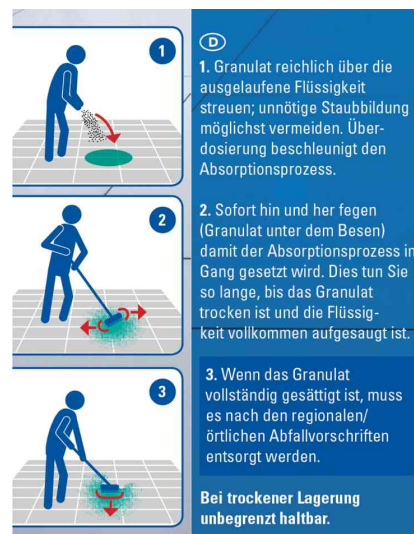 1
D
1. Granulat reichlich über die
ausgelaufene Flüssigkeit
streuen; unnötige Staubbildung
möglichst vermeiden. Über-
dosierung beschleunigt den
Absorptionsprozess.
2
2. Sofort hin und her fegen
(Granulat unter dem Besen)
damit der Absorptionsprozess in
Gang gesetzt wird. Dies tun Sie
so lange, bis das Granulat
trocken ist und die Flüssig-
keit vollkommen aufgesaugt ist.
3
3. Wenn das Granulat
vollständig gesättigt ist, muss
es nach den regionalen/
örtlichen Abfallvorschriften
entsorgt werden.
Bei trockener Lagerung
unbegrenzt haltbar.